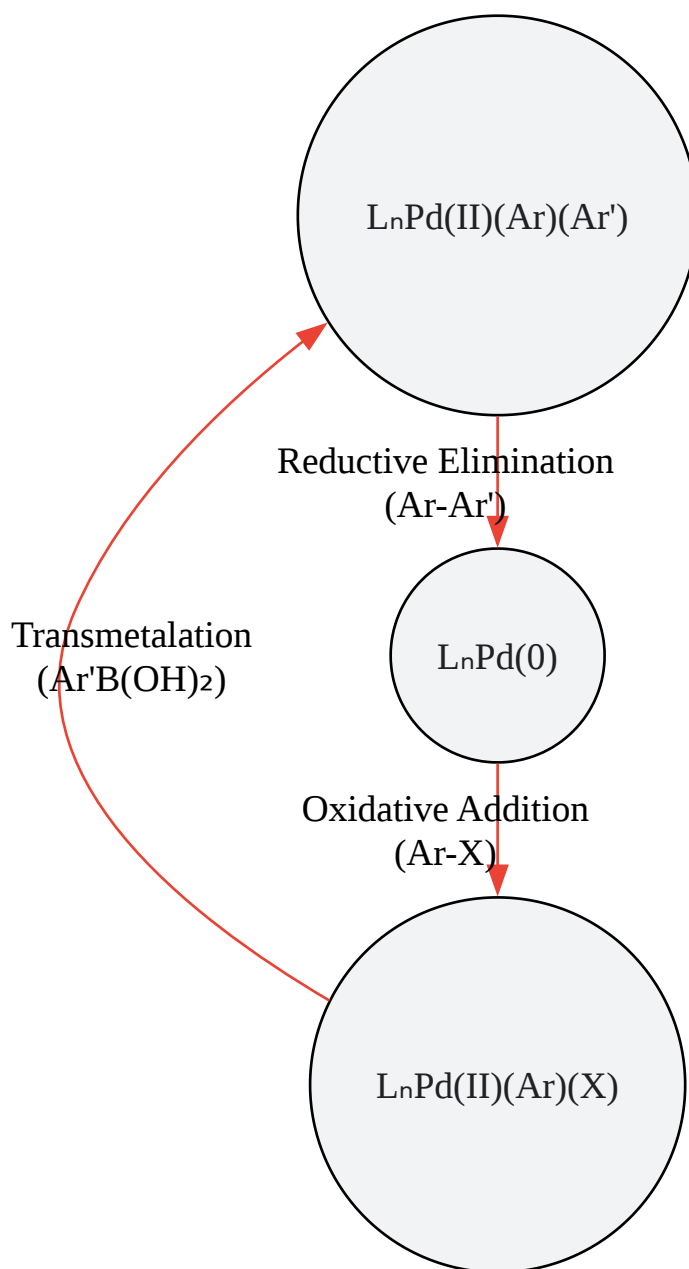 LₙPd(II)(Ar)(Ar')
Reductive Elimination
(Ar-Ar')
Transmetalation
(Ar'B(OH)₂)
LₙPd(0)
Oxidative Addition
(Ar-X)
LₙPd(II)(Ar)(X)